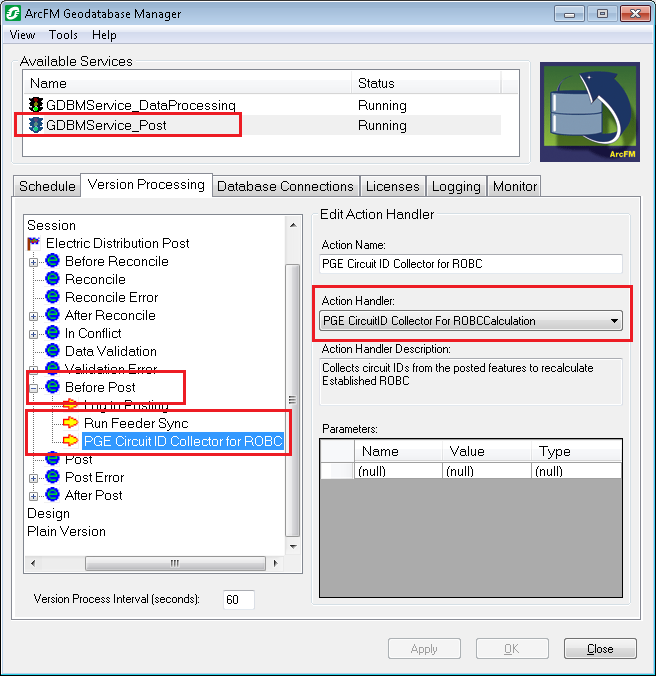 ArcFM Geodatabase Manager
View Tools Help
Available Services
Name Status
GDBMService_DataProcessing Running
GDBMService_Post Running
ArcFM
Schedule Version Processing Database Connections Licenses Logging Monitor
Session
Electric Distribution Post
Before Reconcile
Reconcile
Reconcile Error
After Reconcile
In Conflict
Data Validation
Validation Error
Before Post
Log to Posting
Run Feeder Sync
PGE Circuit ID Collector for ROBC
Post
Post Error
After Post
Design
Plain Version
Version Process Interval (seconds): 60
Edit Action Handler
Action Name:
PGE Circuit ID Collector for ROBC
Action Handler:
PGE CircuitID Collector For ROBCCalculation
Action Handler Description:
Collects circuit IDs from the posted features to recalculate
Established ROBC
Parameters:
Name Value Type
(null) (null) (null)
Apply OK Close